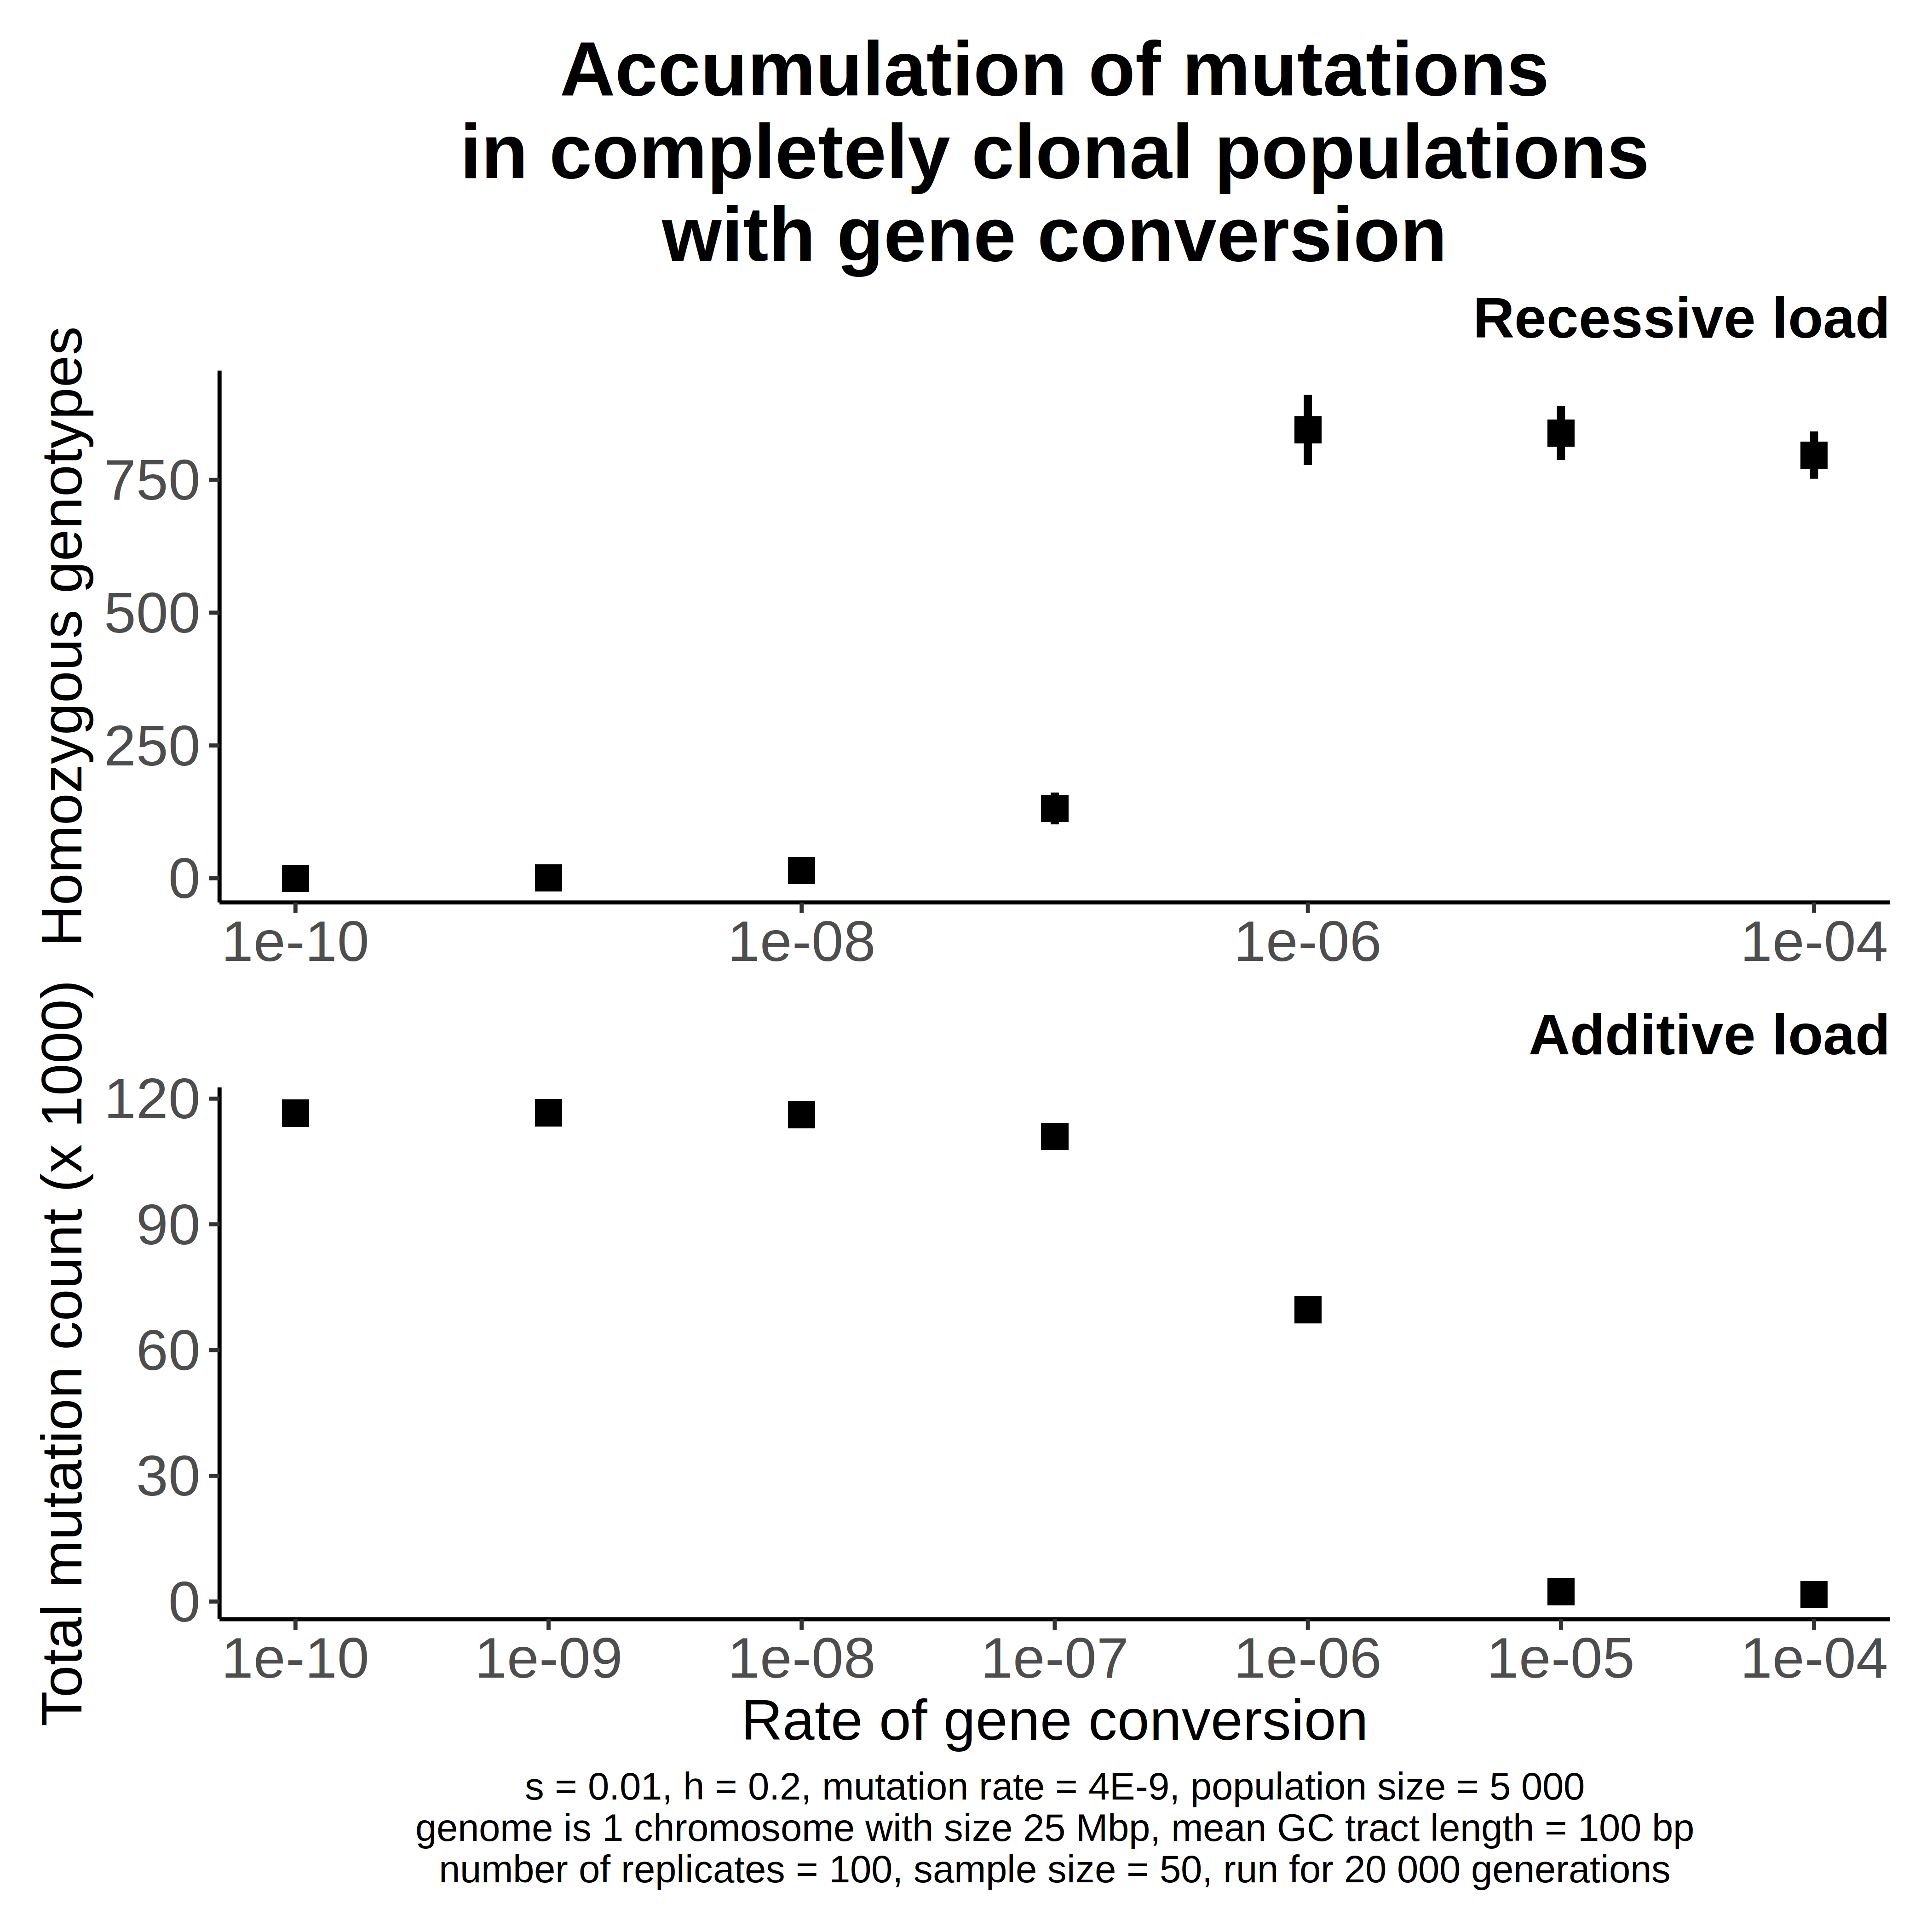 Accumulation of mutations
in completely clonal populations
with gene conversion
Recessive load
Homozygous genotypes
750
500
250
0
1e-10 1e-08 1e-06 1e-04
Additive load
Total mutation count (x 1000)
120
90
60
30
0
1e-10 1e-09 1e-08 1e-07 1e-06 1e-05 1e-04
Rate of gene conversion
s = 0.01, h = 0.2, mutation rate = 4E-9, population size = 5 000
genome is 1 chromosome with size 25 Mbp, mean GC tract length = 100 bp
number of replicates = 100, sample size = 50, run for 20 000 generations